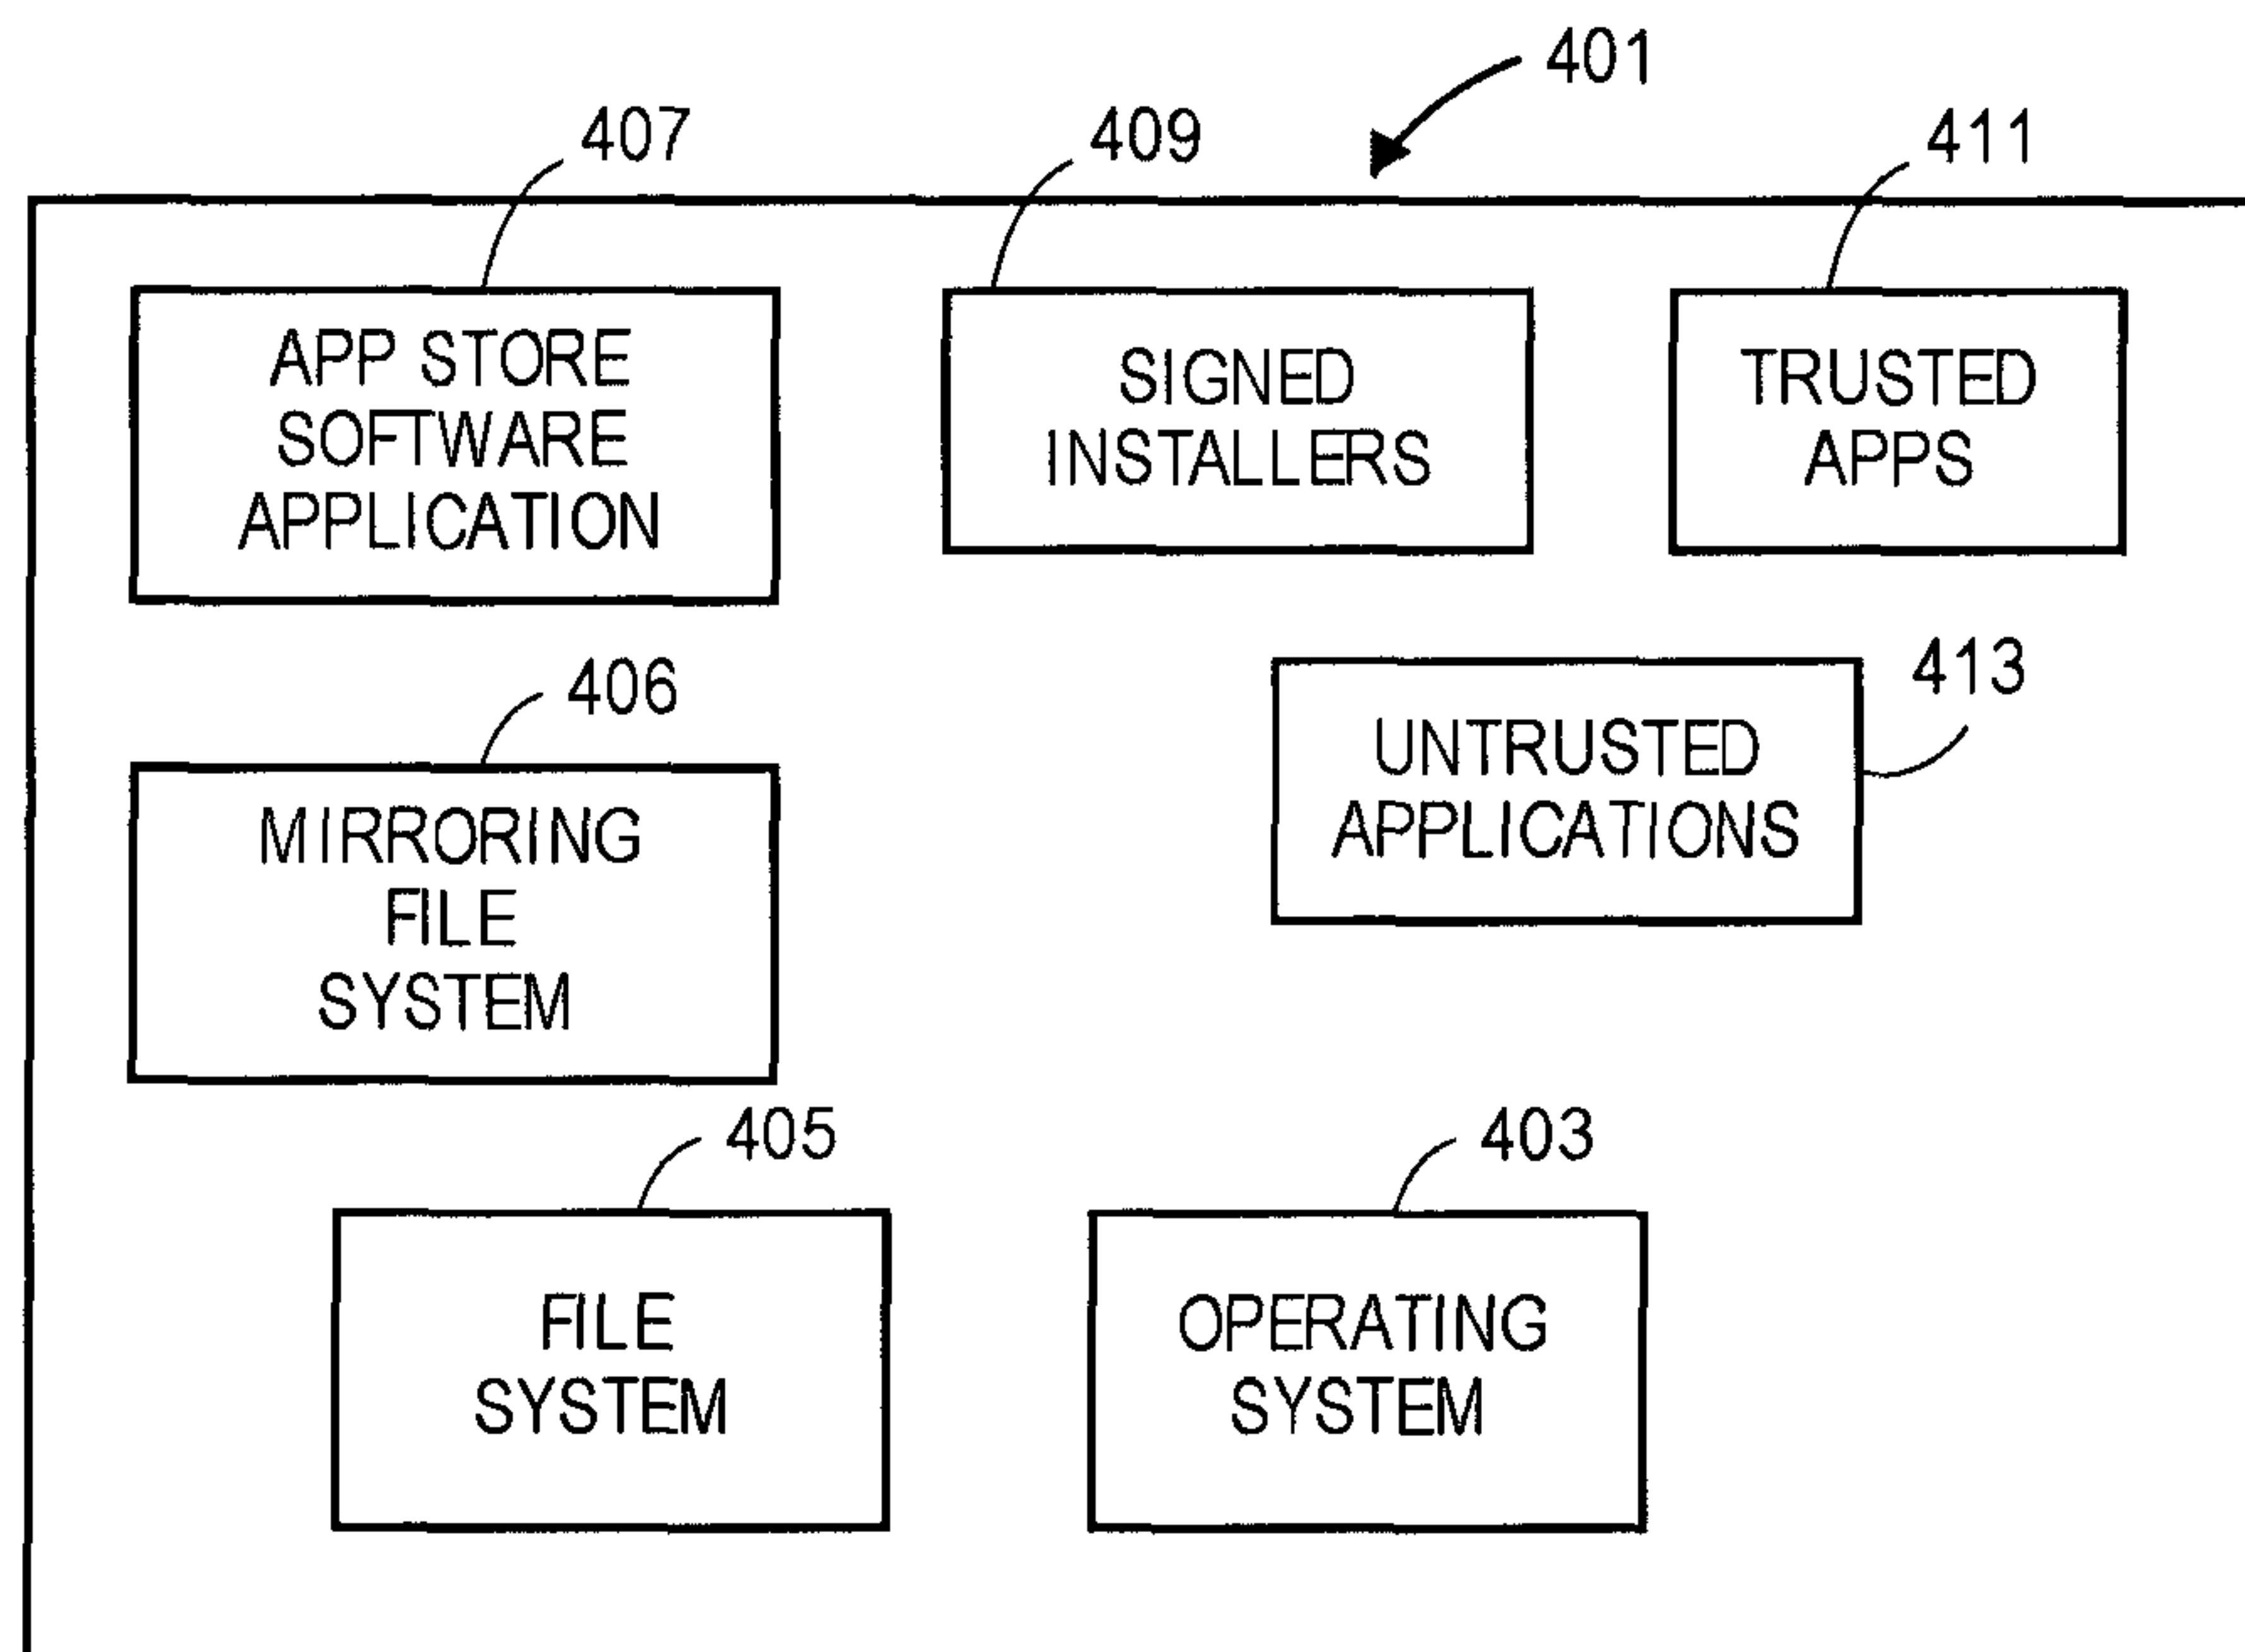 401
407
409
411
APP STORE
SOFTWARE
APPLICATION
SIGNED
INSTALLERS
TRUSTED
APPS
406
413
MIRRORING
FILE
SYSTEM
UNTRUSTED
APPLICATIONS
405
403
FILE
SYSTEM
OPERATING
SYSTEM